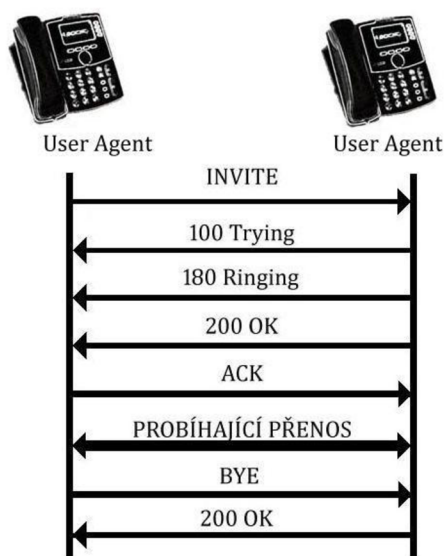 User Agent
User Agent
INVITE
100 Trying
180 Ringing
200 OK
ACK
PROBÍHAJÍCÍ PŘENOS
BYE
200 OK